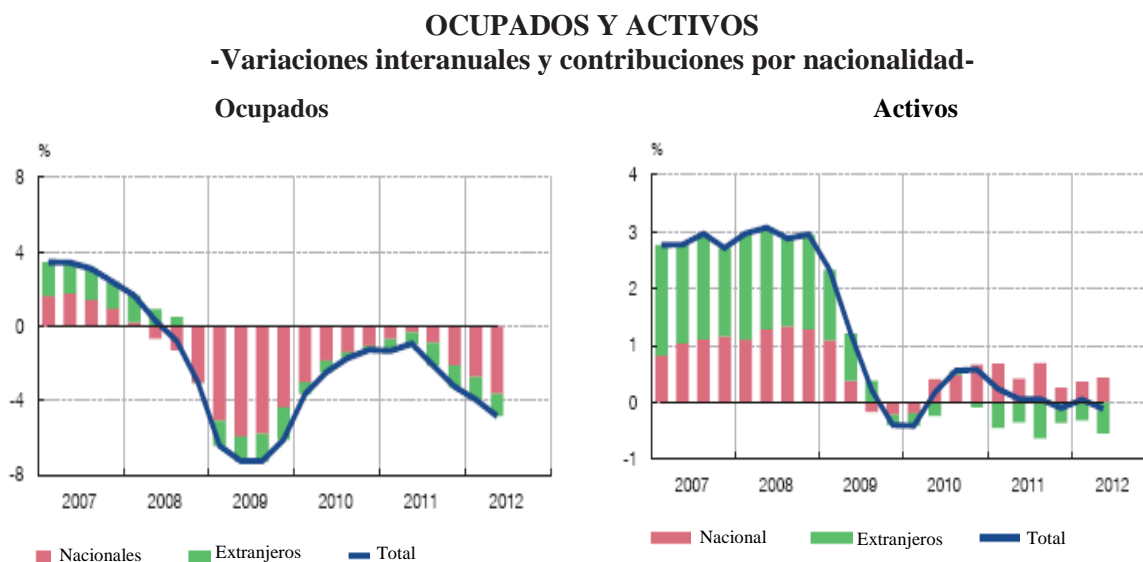 OCUPADOS Y ACTIVOS
-Variaciones interanuales y contribuciones por nacionalidad-
Ocupados
%
8
4
0
-4
-8
2007 2008 2009 2010 2011 2012
Nacionales Extranjeros Total
Activos
%
4
3
2
1
0
-1
2007 2008 2009 2010 2011 2012
Nacional Extranjeros Total